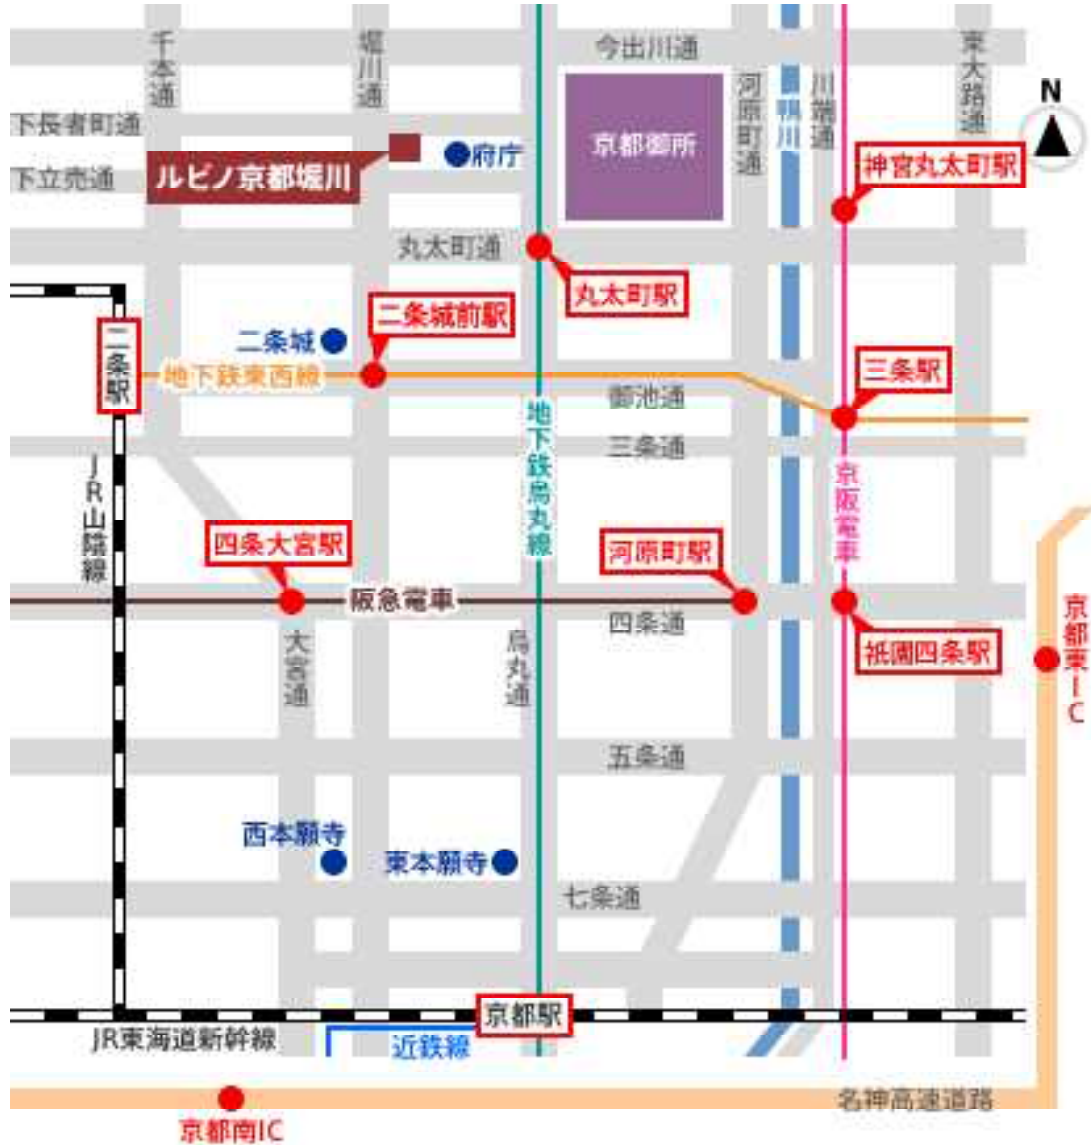 千本通
堀川通
今出川通
河原町通
鴨川
川端通
東大路通
N
下長者町通
府庁
京都御所
神宮丸太町駅
下立売通
ルビノ京都堀川
丸太町通
丸太町駅
二条城前駅
二条城
二条駅
地下鉄東西線
三条駅
御池通
三条通
地下鉄烏丸線
京阪電車
JR山陰線
四条大宮駅
河原町駅
阪急電車
四条通
祇園四条駅
京都東IC
大宮通
烏丸通
五条通
西本願寺
東本願寺
七条通
京都駅
JR東海道新幹線
近鉄線
名神高速道路
京都南IC